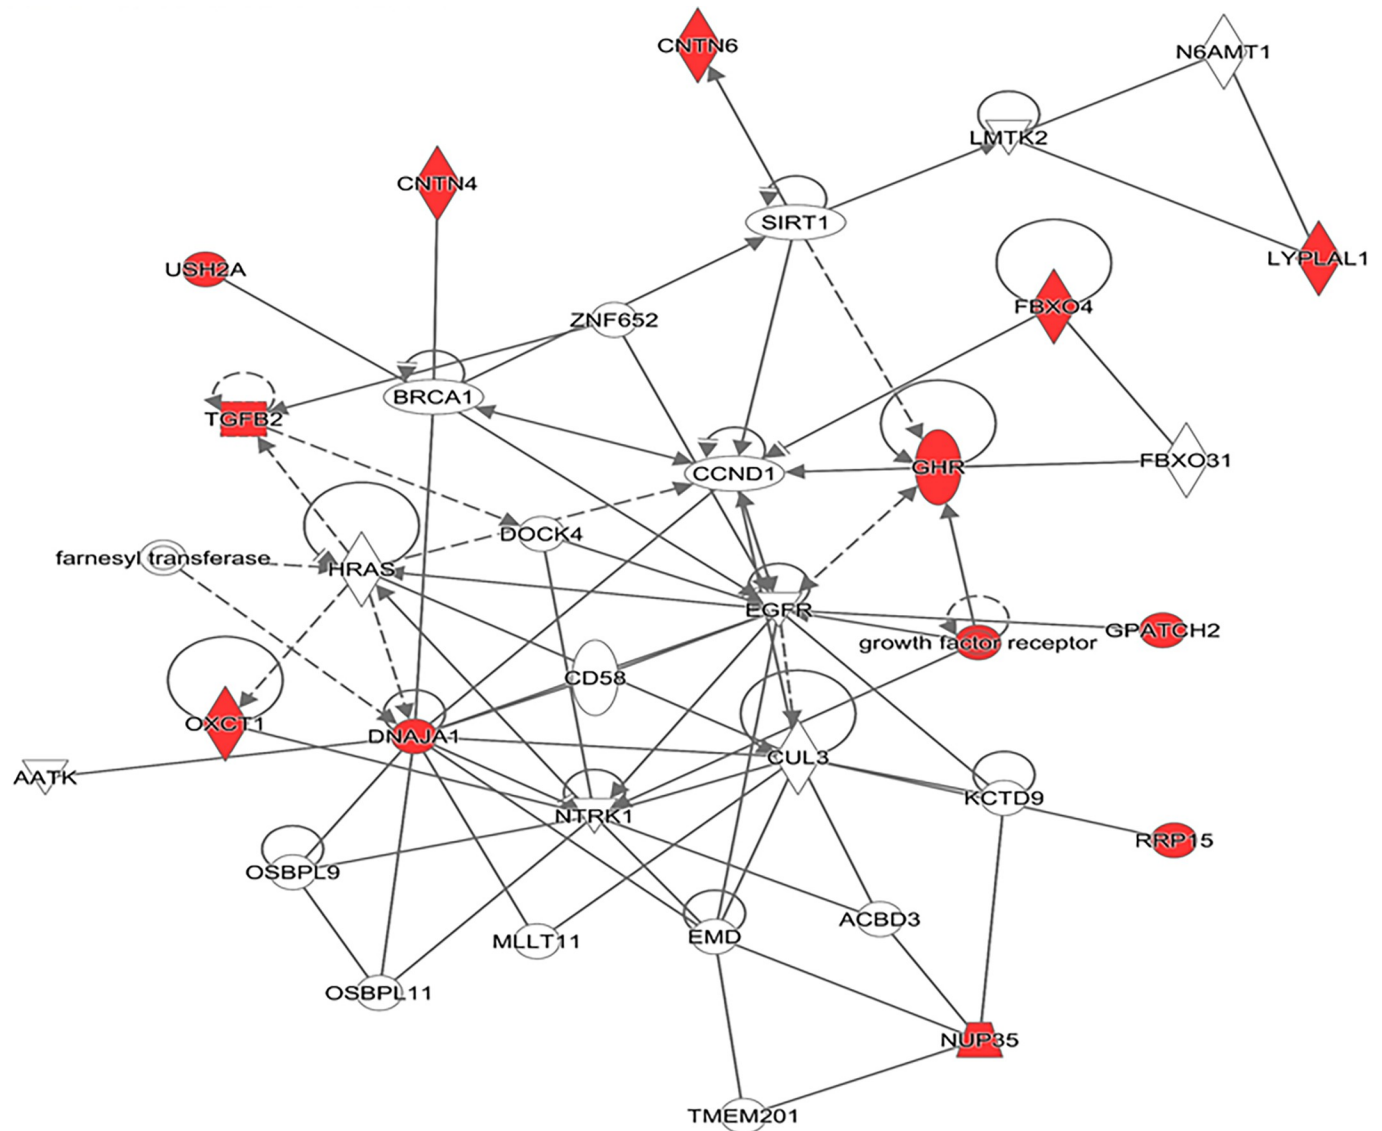 CNTN6
N6AMT1
LMTK2
CNTN4
SIRT1
LYPLAL1
USH2A
FBXO4
ZNF652
BRCA1
TGFB2
CCND1
GHR
FBXO31
DOCK4
farnesyl transferase
HRAS
EGFR
GPATCH2
growth factor receptor
CD58
OXCT1
DNAJA1
CUL3
AATK
KCTD9
NTRK1
RRP15
OSBPL9
ACBD3
MLLT11
EMD
OSBPL11
NUP35
TMEM201